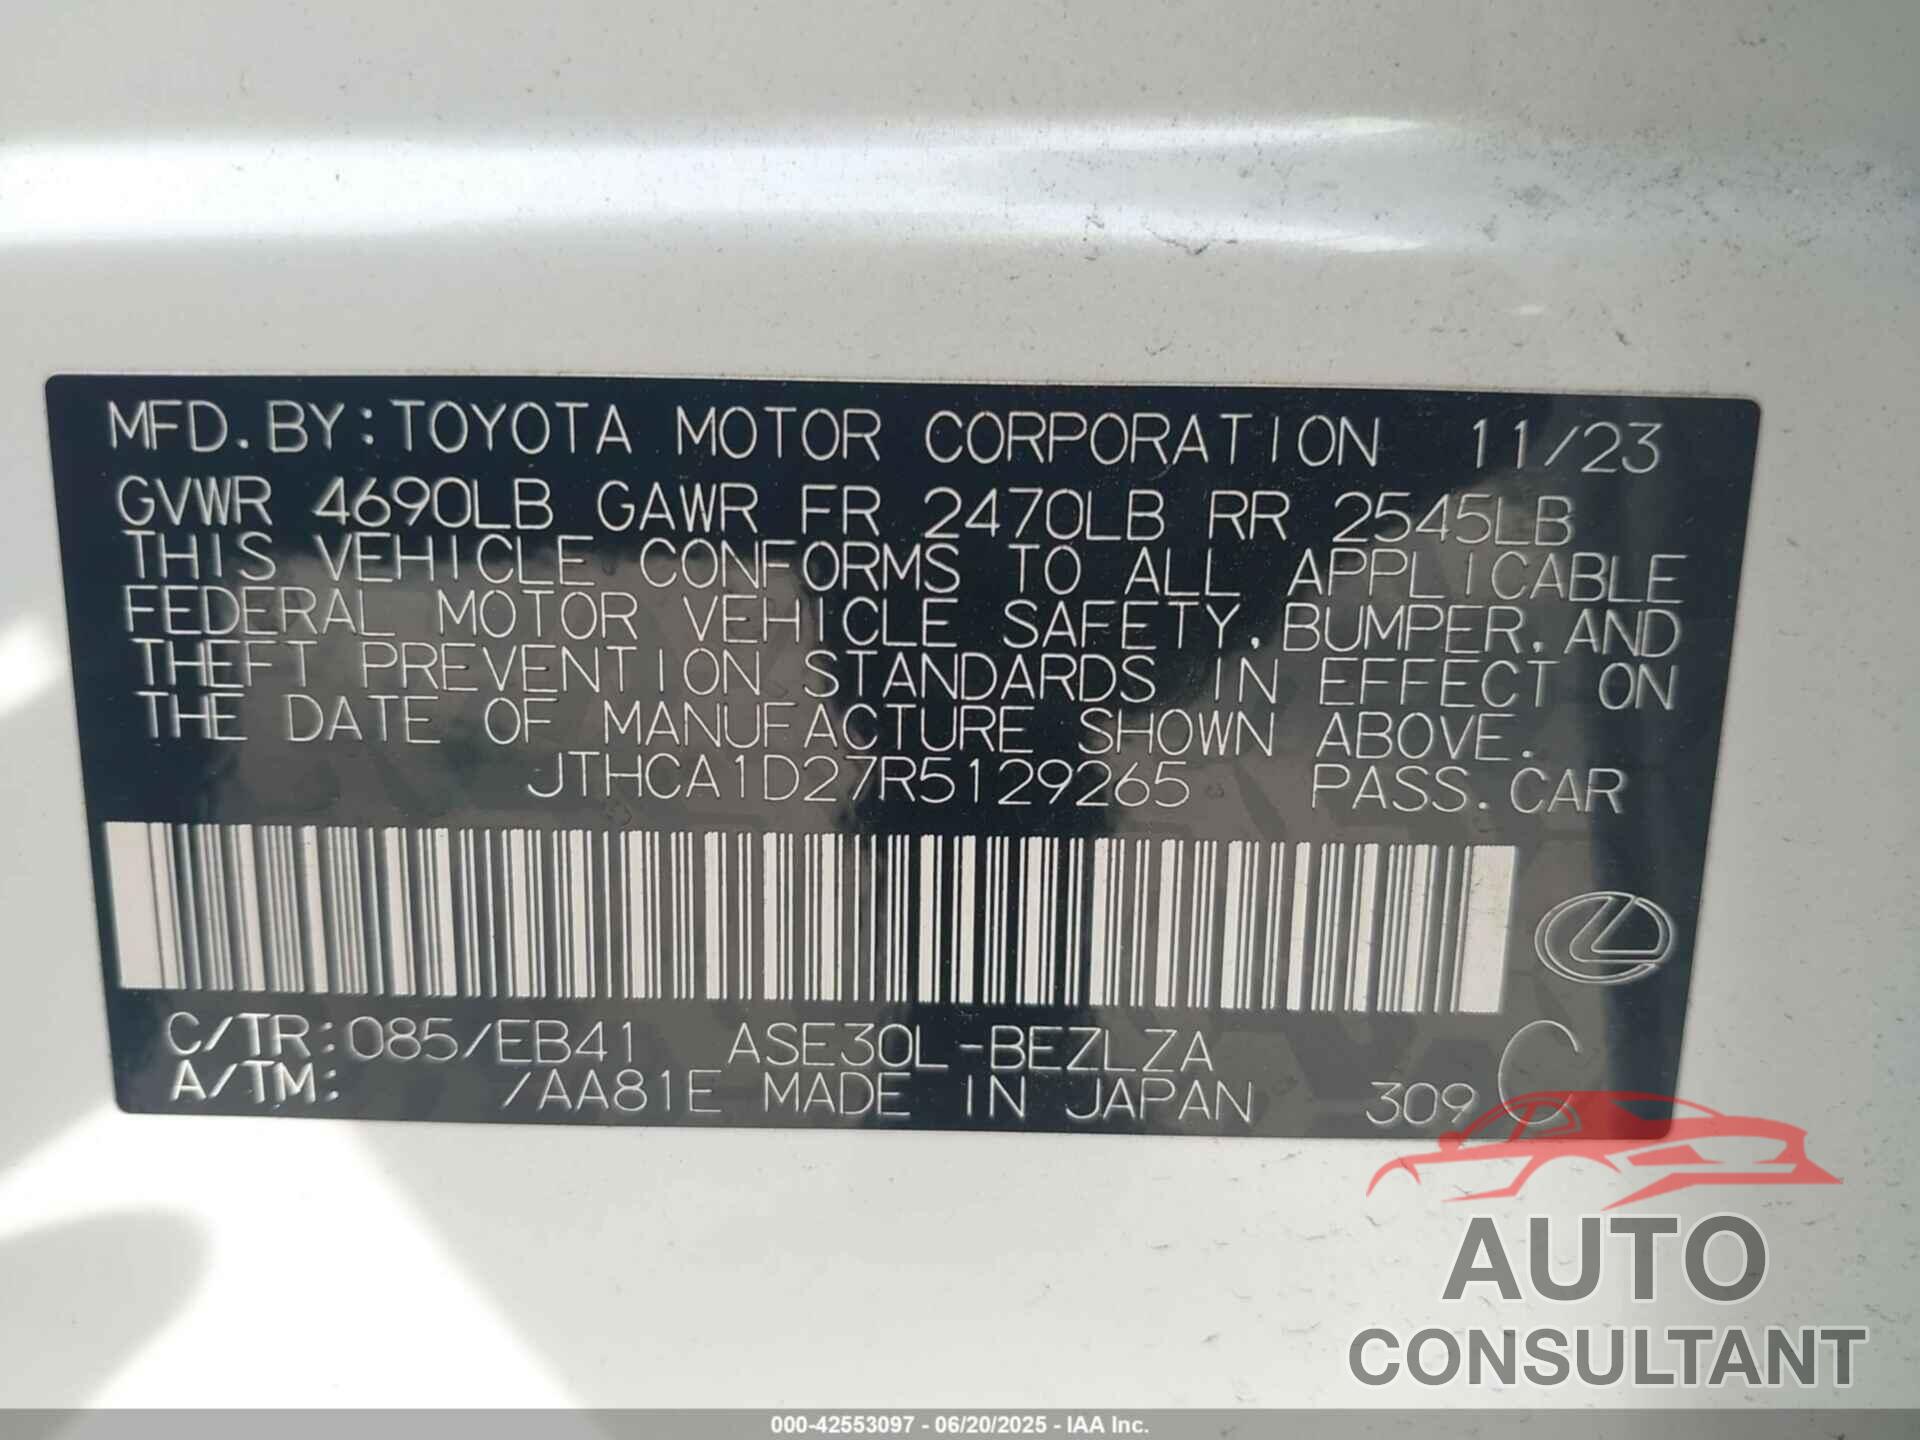 MFD. BY: TOYOTA MOTOR CORPORATION 11/23
GVWR 4690LB GAWR FR 2470LB RR 2545LB
THIS VEHICLE CONFORMS TO ALL APPLICABLE
FEDERAL MOTOR VEHICLE SAFETY, BUMPER, AND
THEFT PREVENTION STANDARDS IN EFFECT ON
THE DATE OF MANUFACTURE SHOWN ABOVE.
JTHCA1D27R5129265 PASS. CAR
C/TR: 085/EB41 ASE30L-BEZLZA
A/TM: /AA81E MADE IN JAPAN 309 C
AUTO
CONSULTANT
000-42553097 - 06/20/2025 - IAA Inc.